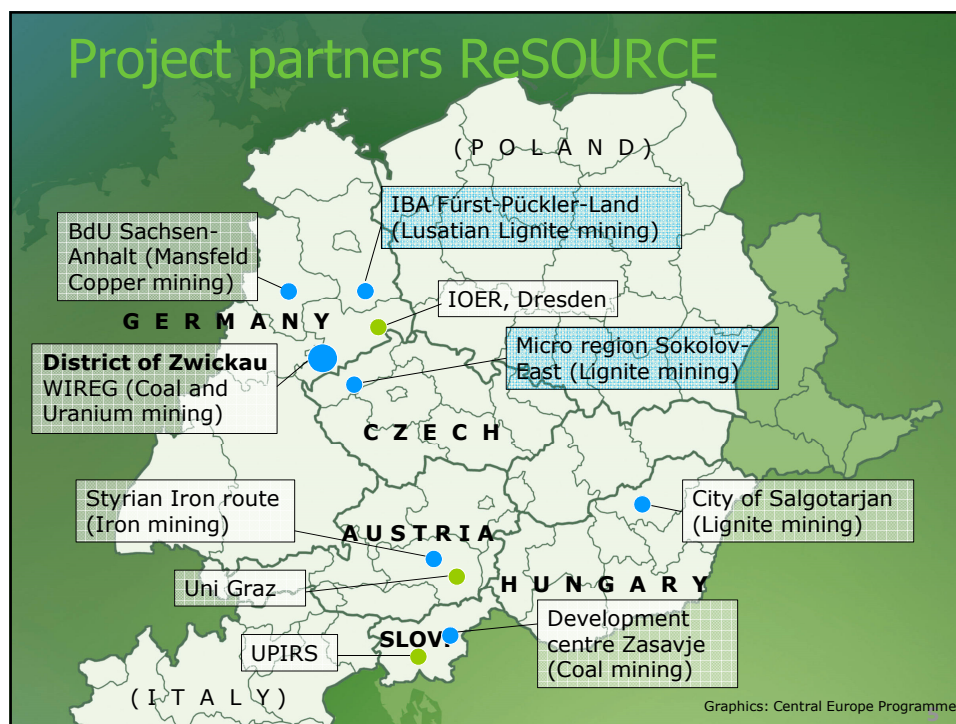 Project partners ReSOURCE
( P O L A N D )
IBA Fürst-Pückler-Land
(Lusatian Lignite mining)
BdU Sachsen-
Anhalt (Mansfeld
Copper mining)
IOER, Dresden
G E R M A N Y
District of Zwickau
WIREG (Coal and
Uranium mining)
Micro region Sokolov-
East (Lignite mining)
C Z E C H
Styrian Iron route
(Iron mining)
City of Salgotarjan
(Lignite mining)
A U S T R I A
Uni Graz
H U N G A R Y
Development
centre Zasavje
(Coal mining)
SLOV.
UPIRS
( I T A L Y )
Graphics: Central Europe Programme